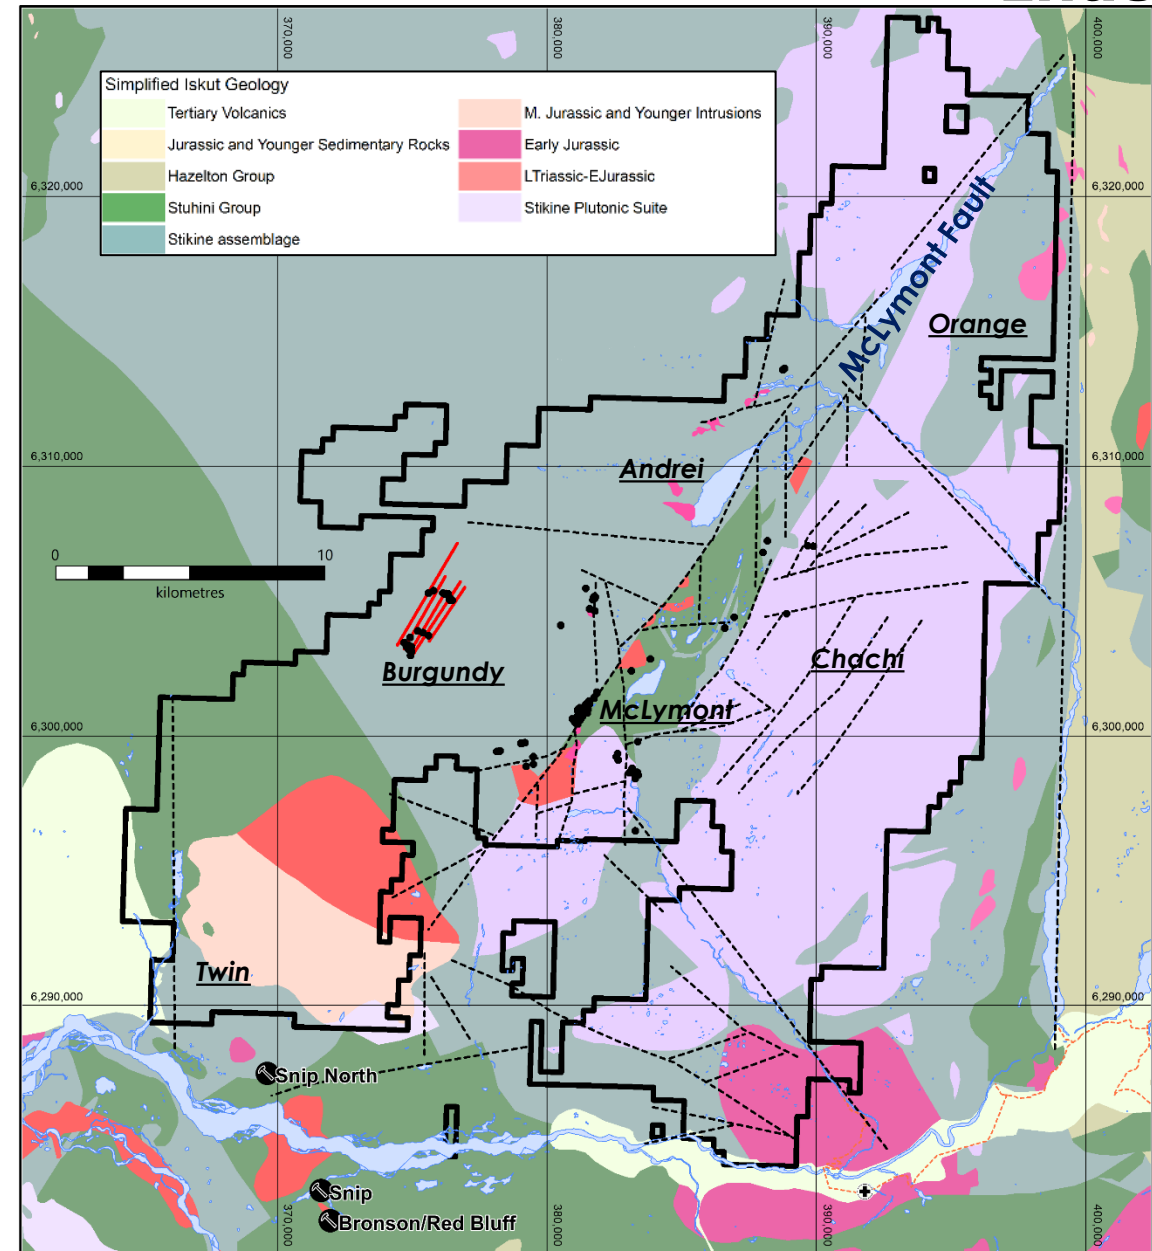 370,000
380,000
390,000
400,000
Simplified Iskut Geology
Tertiary Volcanics
M. Jurassic and Younger Intrusions
Jurassic and Younger Sedimentary Rocks
Early Jurassic
Hazelton Group
LTriassic-EJurassic
Stuhini Group
Stikine Plutonic Suite
Stikine assemblage
6,320,000
6,320,000
McLymont Fault
Orange
6,310,000
6,310,000
Andrei
0
10
kilometres
Burgundy
Chachi
McLymont
6,300,000
6,300,000
Twin
6,290,000
6,290,000
Snip North
Snip
Bronson/Red Bluff
370,000
380,000
390,000
400,000